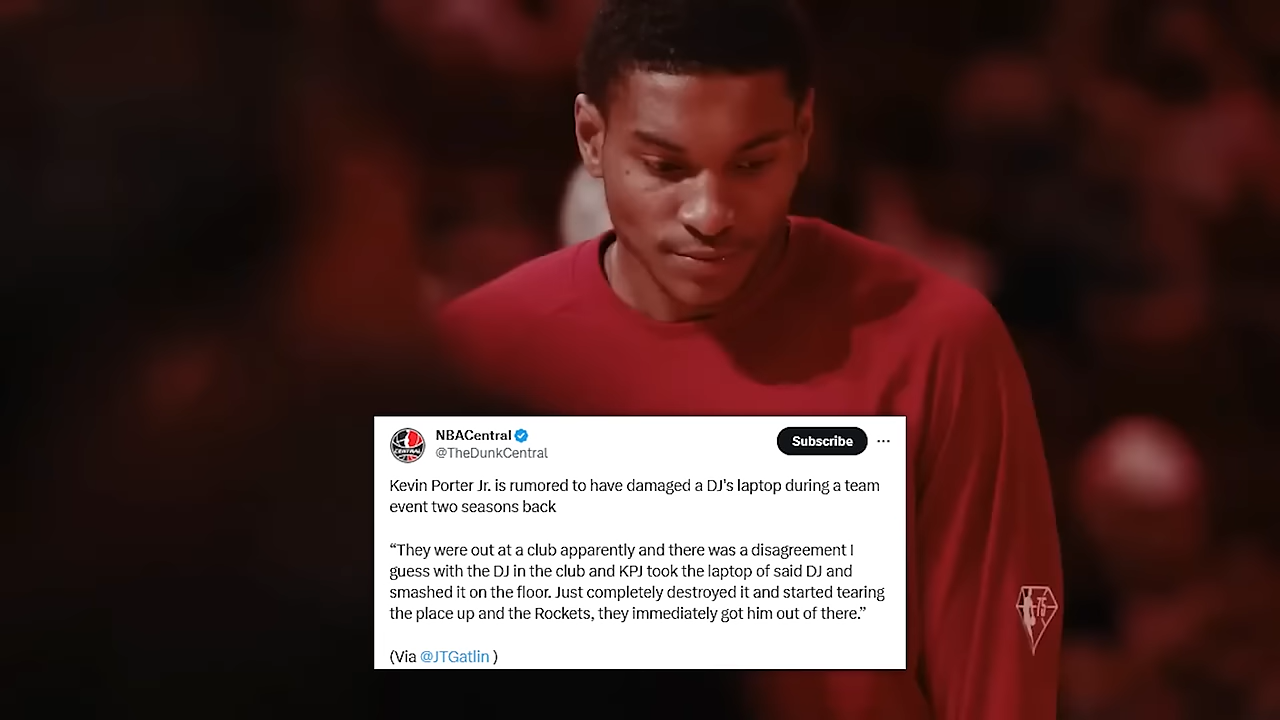 NBACentral
Subscribe
@TheDunkCentral
Kevin Porter Jr. is rumored to have damaged a DJ's laptop during a team
event two seasons back
“They were out at a club apparently and there was a disagreement I
guess with the DJ in the club and KPJ took the laptop of said DJ and
smashed it on the floor. Just completely destroyed it and started tearing
the place up and the Rockets, they immediately got him out of there.”
(Via @JTGatlin )
75
CENTRAL